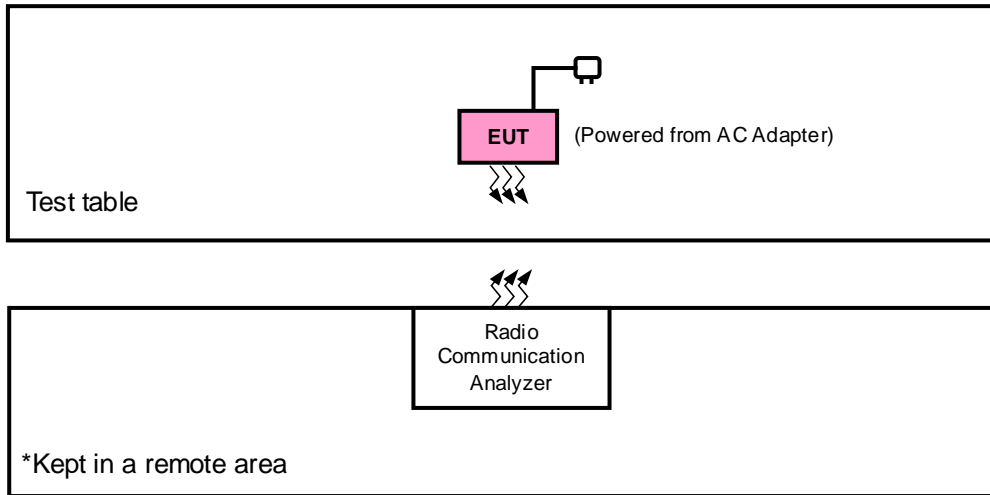 EUT
(Powered from AC Adapter)
Test table
Radio
Communication
Analyzer
*Kept in a remote area